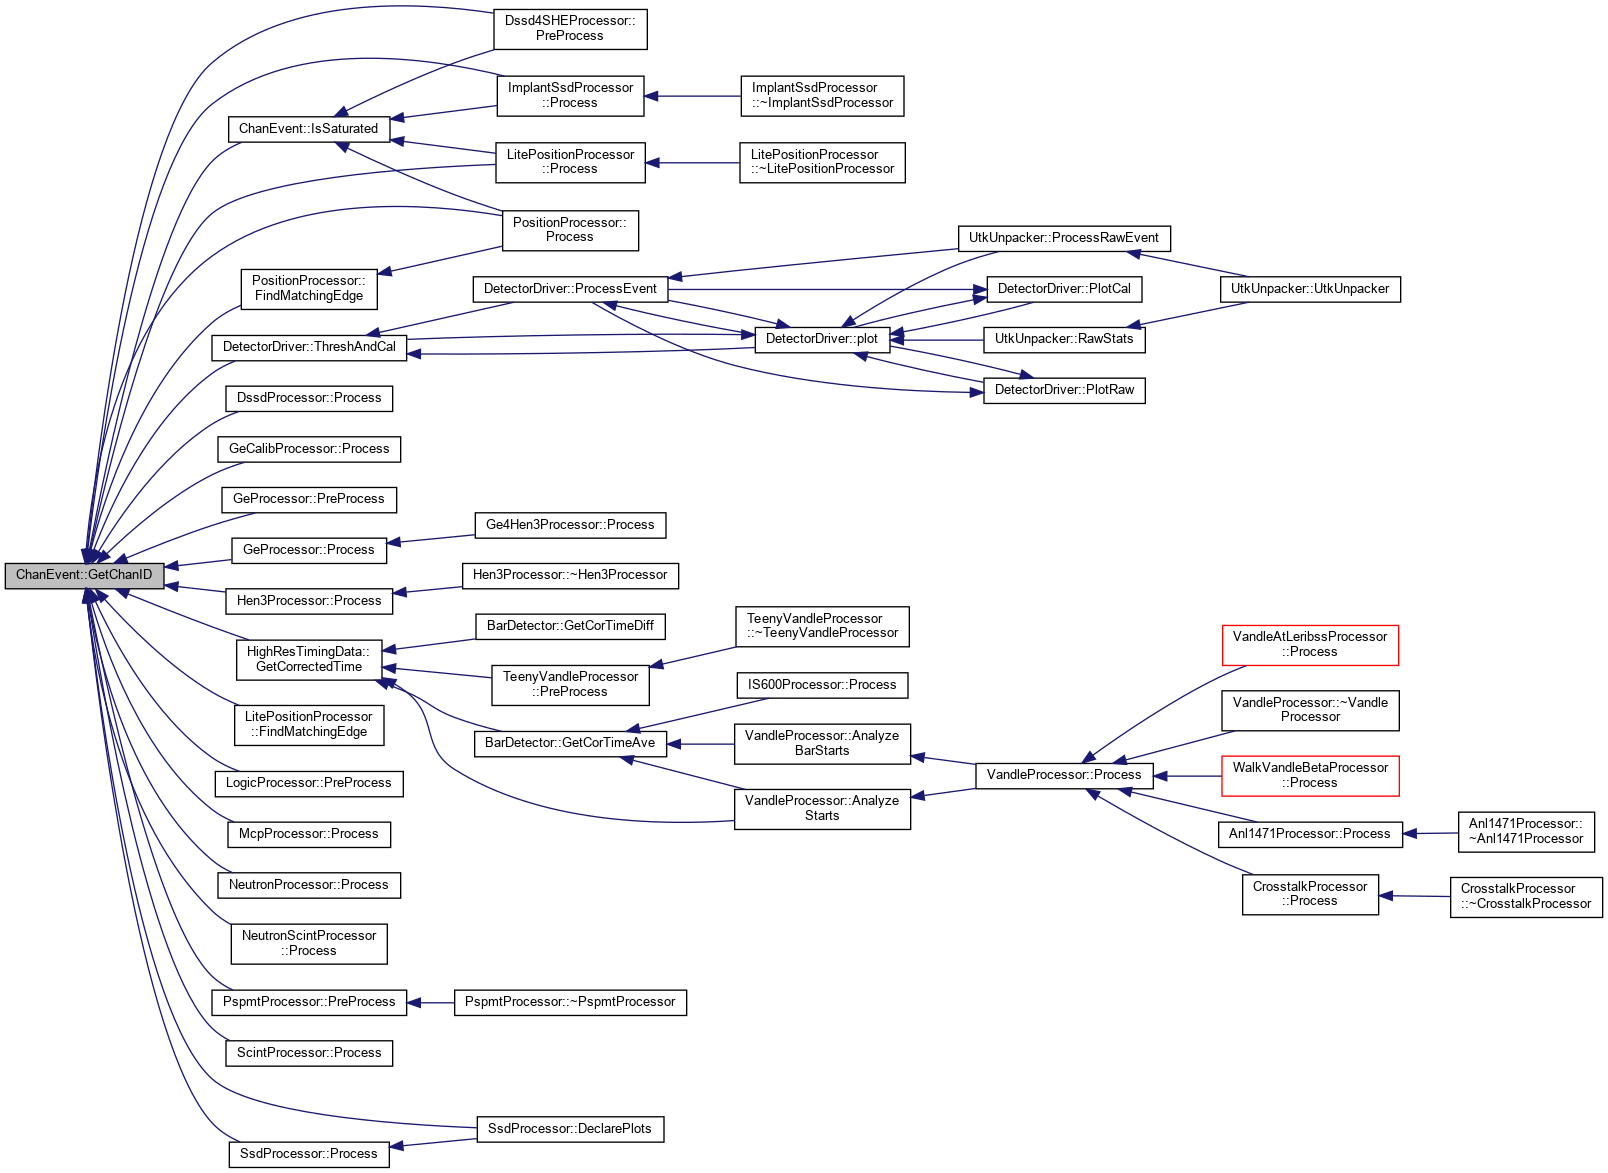 ChanEvent::GetChanID
Dssd4SHEProcessor::
PreProcess
ImplantSsdProcessor
::Process
ImplantSsdProcessor
::~ImplantSsdProcessor
ChanEvent::IsSaturated
LitePositionProcessor
::Process
LitePositionProcessor
::~LitePositionProcessor
PositionProcessor::
Process
PositionProcessor::
FindMatchingEdge
DetectorDriver::ThreshAndCal
DetectorDriver::ProcessEvent
DetectorDriver::plot
UtkUnpacker::ProcessRawEvent
DetectorDriver::PlotCal
UtkUnpacker::RawStats
DetectorDriver::PlotRaw
UtkUnpacker::UtkUnpacker
DssdProcessor::Process
GeCalibProcessor::Process
GeProcessor::PreProcess
GeProcessor::Process
Ge4Hen3Processor::Process
Hen3Processor::Process
Hen3Processor::~Hen3Processor
HighResTimingData::
GetCorrectedTime
BarDetector::GetCorTimeDiff
TeenyVandleProcessor
::PreProcess
TeenyVandleProcessor
::~TeenyVandleProcessor
BarDetector::GetCorTimeAve
IS600Processor::Process
VandleProcessor::Analyze
BarStarts
VandleProcessor::Analyze
Starts
VandleProcessor::Process
VandleAtLeribssProcessor
::Process
VandleProcessor::~Vandle
Processor
WalkVandleBetaProcessor
::Process
Anl1471Processor::Process
Anl1471Processor::
~Anl1471Processor
CrosstalkProcessor
::Process
CrosstalkProcessor
::~CrosstalkProcessor
LitePositionProcessor
::FindMatchingEdge
LogicProcessor::PreProcess
McpProcessor::Process
NeutronProcessor::Process
NeutronScintProcessor
::Process
PspmtProcessor::PreProcess
PspmtProcessor::~PspmtProcessor
ScintProcessor::Process
SsdProcessor::DeclarePlots
SsdProcessor::Process